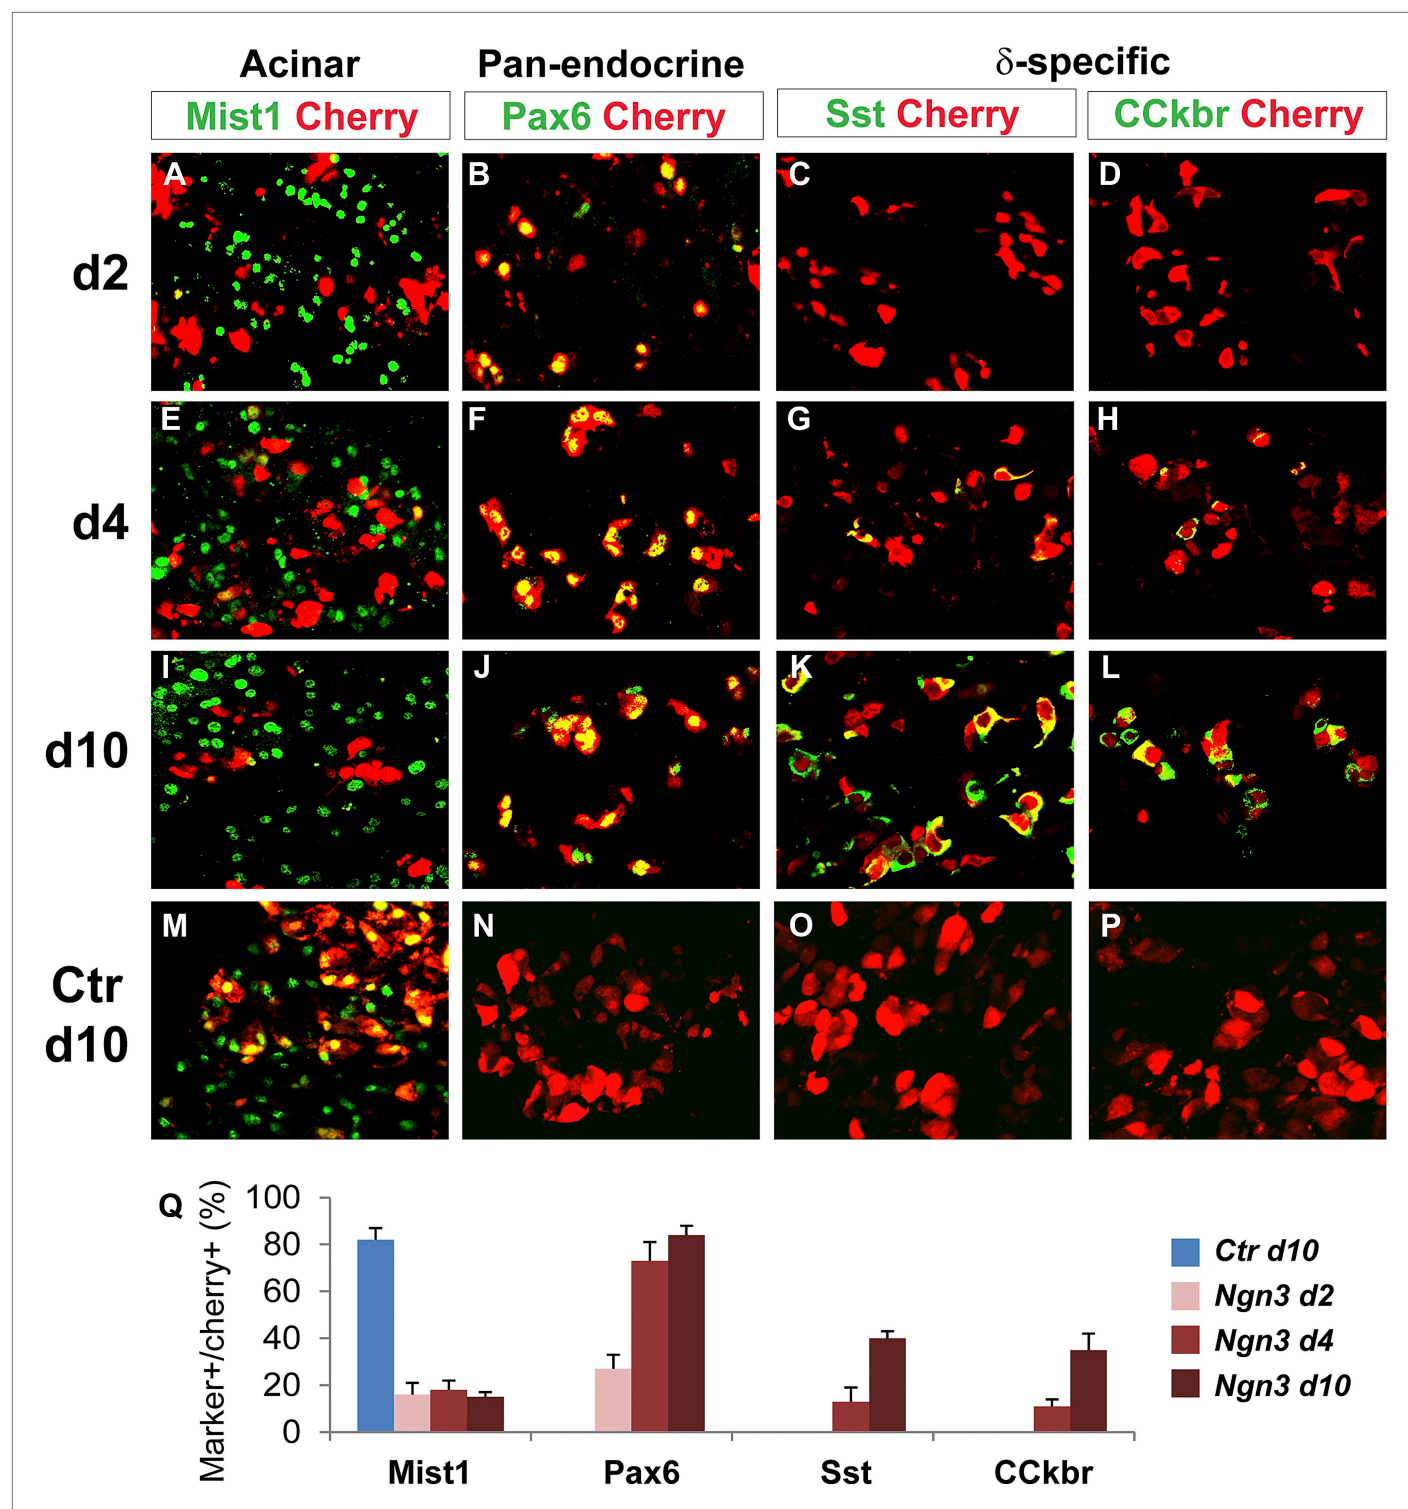 Acinar Pan-endocrine δ-specific
Mist1 Cherry Pax6 Cherry Sst Cherry CCkbr Cherry
A B C D
d2
E F G H
d4
I J K L
d10
M N O P
Ctr
d10
Q
Marker+/cherry+ (%)
100
80
60
40
20
0
Mist1 Pax6 Sst CCkbr
Ctr d10
Ngn3 d2
Ngn3 d4
Ngn3 d10